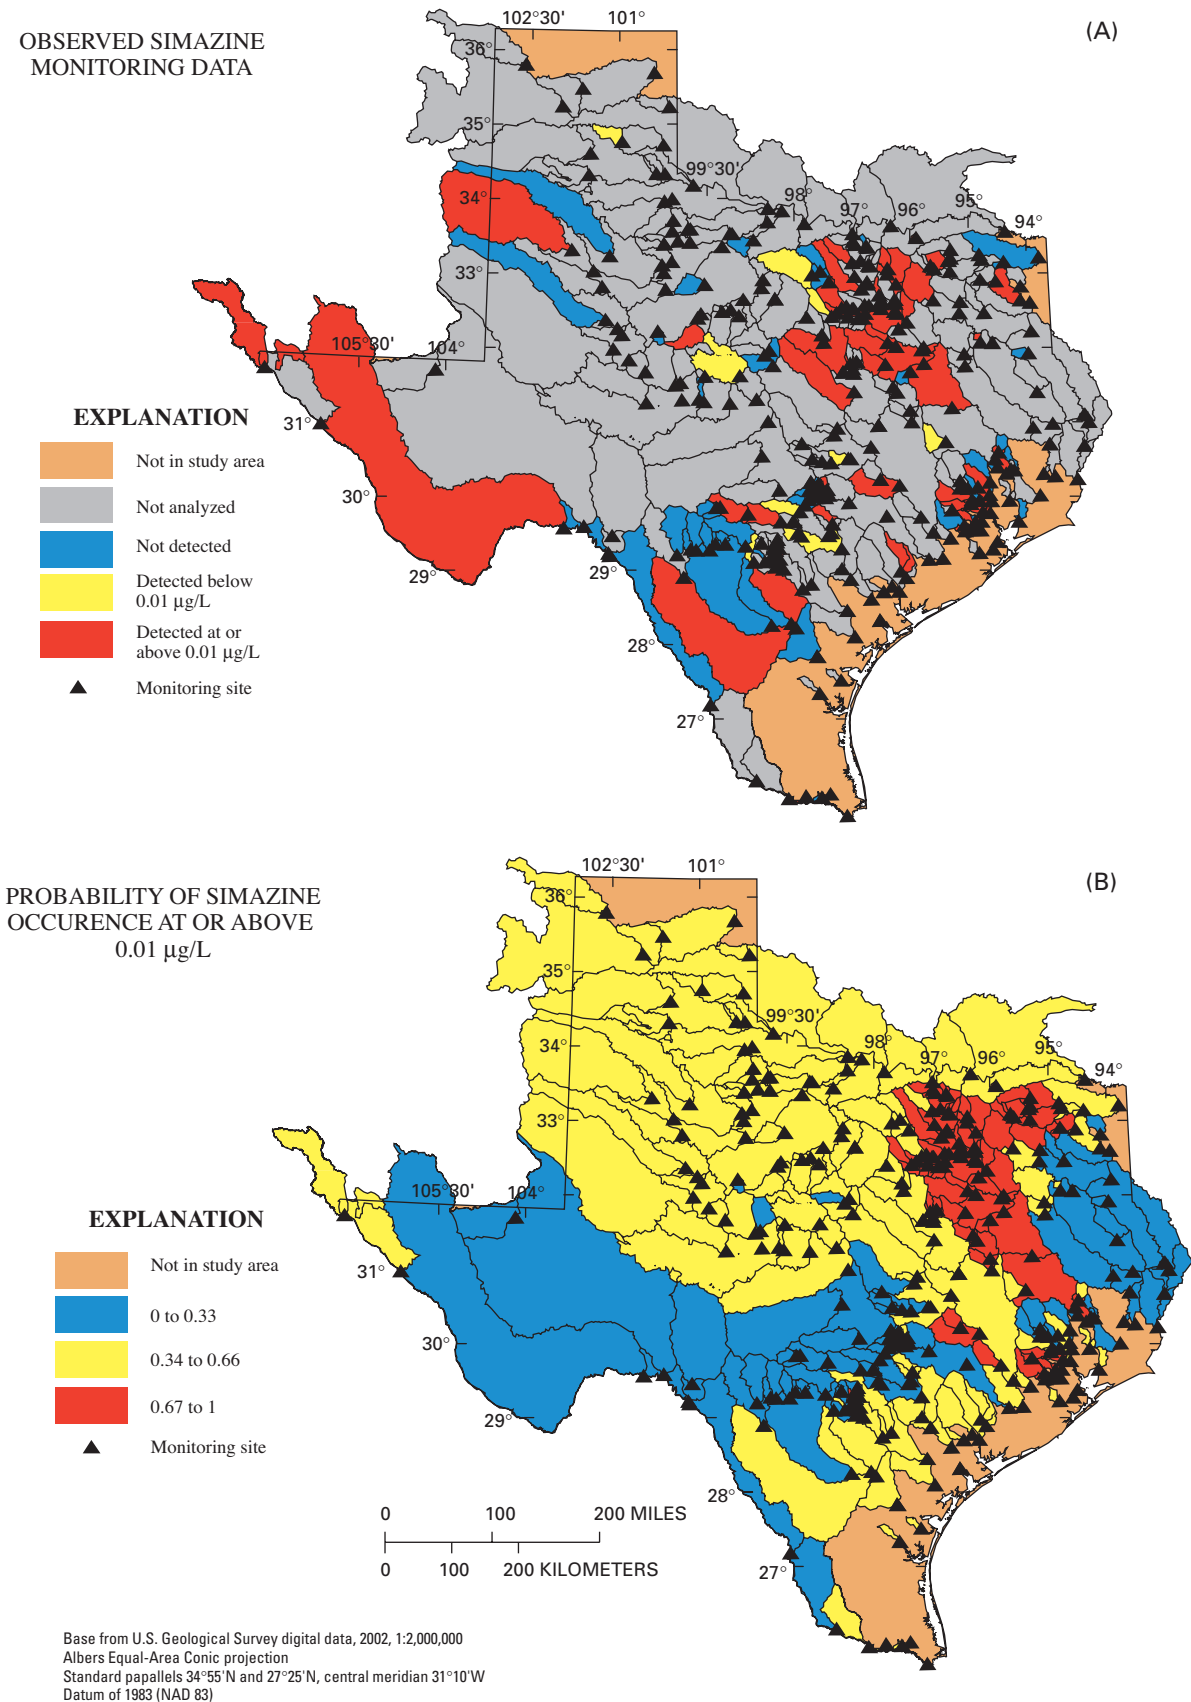 OBSERVED SIMAZINE
MONITORING DATA
(A)
102°30'
101°
36°
35°
99°30'
34°
98°
97°
96°
95°
94°
33°
105°30'
104°
31°
30°
29°
29°
28°
27°
EXPLANATION
Not in study area
Not analyzed
Not detected
Detected below
0.01 µg/L
Detected at or
above 0.01 µg/L
Monitoring site
PROBABILITY OF SIMAZINE
OCCURENCE AT OR ABOVE
0.01 µg/L
(B)
102°30'
101°
36°
35°
99°30'
34°
98°
97°
96°
95°
94°
33°
105°30'
104°
31°
30°
29°
28°
27°
EXPLANATION
Not in study area
0 to 0.33
0.34 to 0.66
0.67 to 1
Monitoring site
0 100 200 MILES
0 100 200 KILOMETERS
Base from U.S. Geological Survey digital data, 2002, 1:2,000,000
Albers Equal-Area Conic projection
Standard papallels 34°55'N and 27°25'N, central meridian 31°10'W
Datum of 1983 (NAD 83)